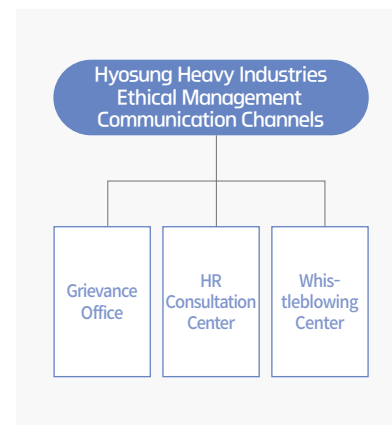 Hyosung Heavy Industries
Ethical Management
Communication Channels
Grievance
Office
HR
Consultation
Center
Whis-
tleblowing
Center